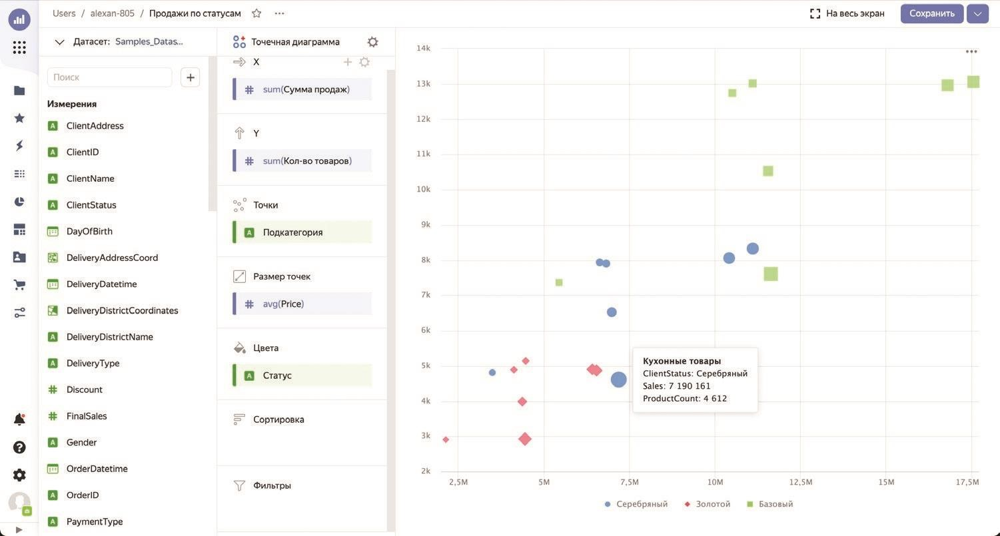 Users / alexan-805 / Продажи по статусам
На весь экран
Сохранить
Датасет: Samples_Datas...
Поиск
Измерения
ClientAddress
ClientID
ClientName
ClientStatus
DayOfBirth
DeliveryAddressCoord
DeliveryDatetime
DeliveryDistrictCoordinates
DeliveryDistrictName
DeliveryType
Discount
FinalSales
Gender
OrderDatetime
OrderID
PaymentType
Точечная диаграмма
X
sum(Сумма продаж)
Y
sum(Кол-во товаров)
Точки
Подкатегория
Размер точек
avg(Price)
Цвета
Статус
Сортировка
Фильтры
14k
13k
12k
11k
10k
9k
8k
7k
6k
5k
4k
3k
2k
Кухонные товары
ClientStatus: Серебряный
Sales: 7 190 161
ProductCount: 4 612
2,5M 5M 7,5M 10M 12,5M 15M 17,5M
Серебряный Золотой Базовый